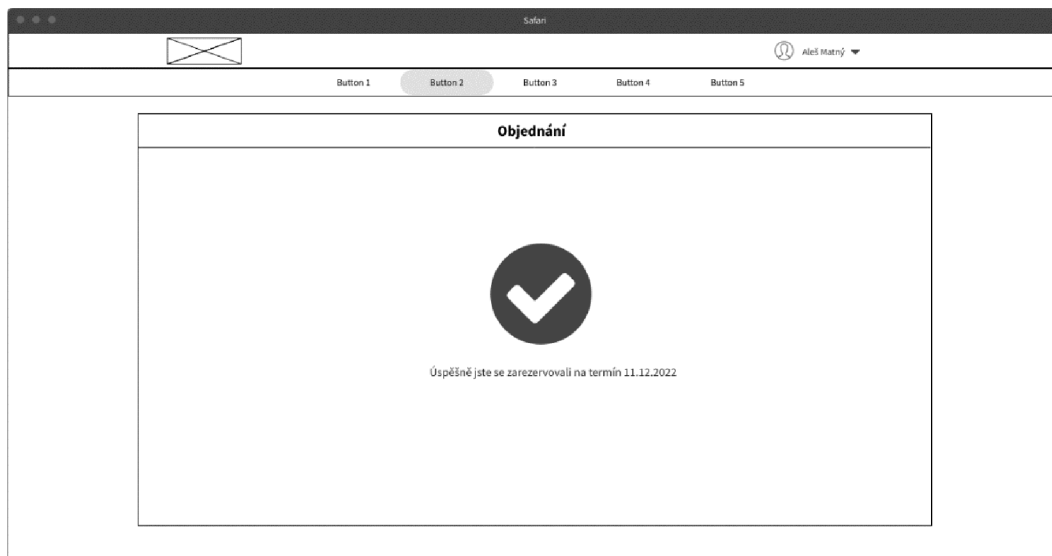 Safari
Aleš Matný
Button 1 Button 2 Button 3 Button 4 Button 5
Objednání
Úspěšně jste se zarezervovali na termín 11.12.2022